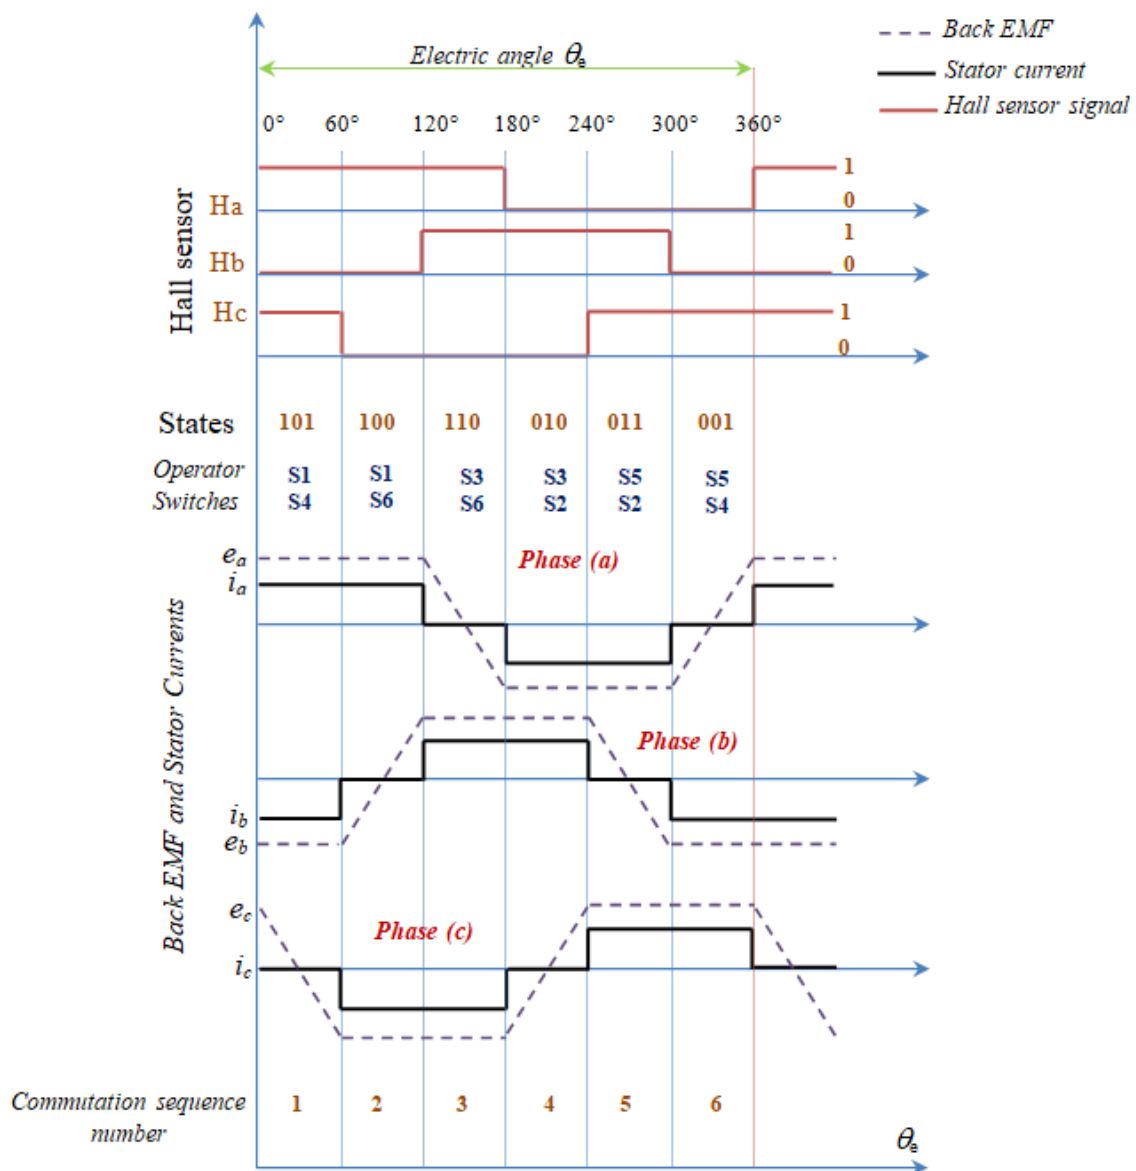 Back EMF
Electric angle θe
Stator current
Hall sensor signal
0° 60° 120° 180° 240° 300° 360°
Hall sensor
Ha 1
0
Hb 1
0
Hc 1
0
States 101 100 110 010 011 001
Operator S1 S1 S3 S3 S5 S5
Switches S4 S6 S6 S2 S2 S4
Back EMF and Stator Currents
ea Phase (a)
ia
Phase (b)
ib
eb
ec Phase (c)
ic
Commutation sequence 1 2 3 4 5 6
number
θe